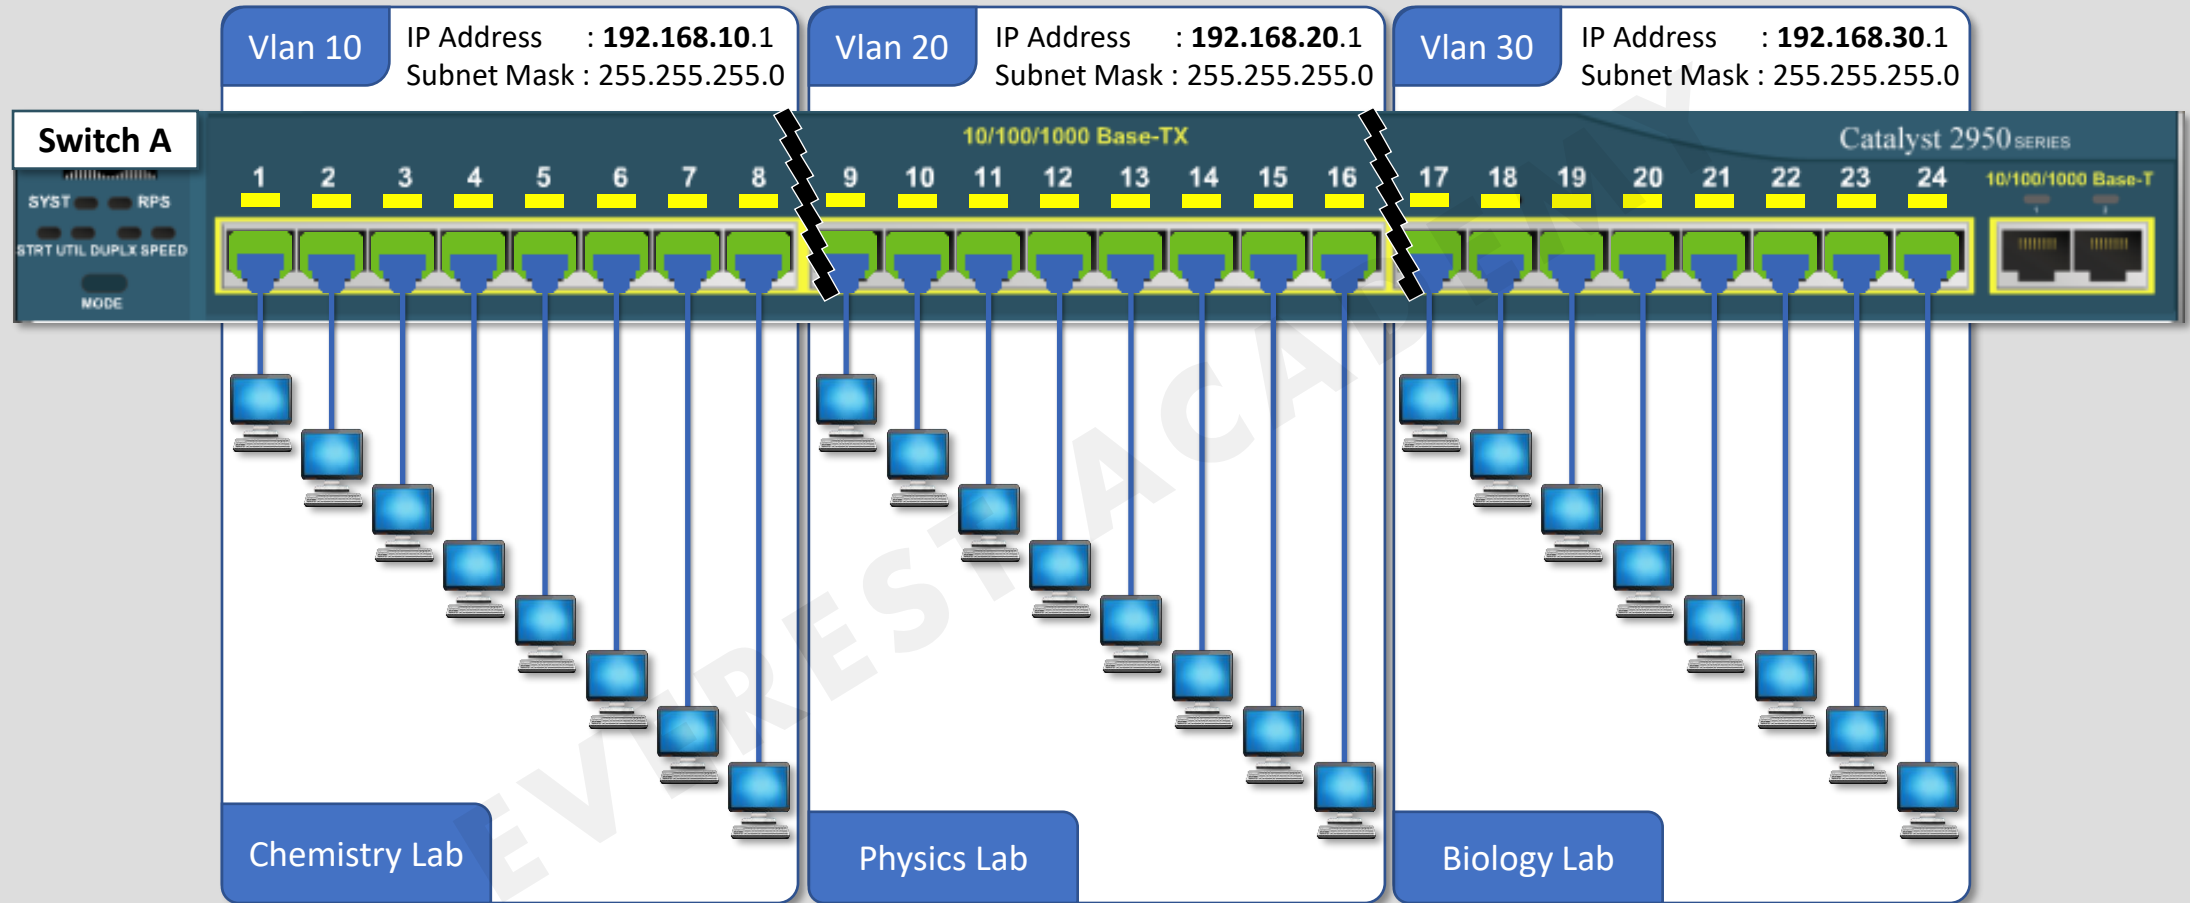 Vlan 10
IP Address : 192.168.10.1
Subnet Mask : 255.255.255.0
Vlan 20
IP Address : 192.168.20.1
Subnet Mask : 255.255.255.0
Vlan 30
IP Address : 192.168.30.1
Subnet Mask : 255.255.255.0
Switch A
10/100/1000 Base-TX
Catalyst 2950 SERIES
1 2 3 4 5 6 7 8 9 10 11 12 13 14 15 16 17 18 19 20 21 22 23 24
10/100/1000 Base-T
SYST RPS
1 2
STRT UTIL DUPLX SPEED
MODE
EVEREST ACADEMY
Chemistry Lab
Physics Lab
Biology Lab